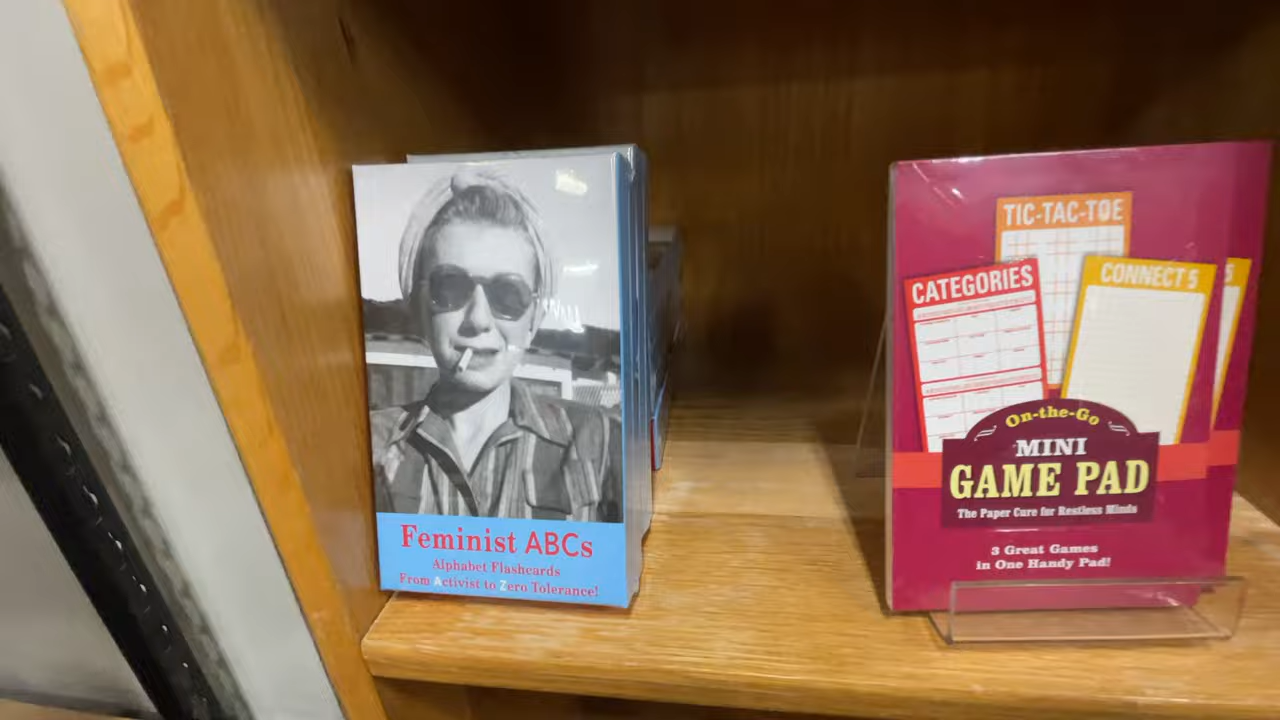 Feminist ABCs
Alphabet Flashcards
From Activist to Zero Tolerance!
TIC-TAC-TOE
CATEGORIES
CONNECT 5
5
On-the-Go
MINI
GAME PAD
The Paper Cure for Restless Minds
3 Great Games
in One Handy Pad!